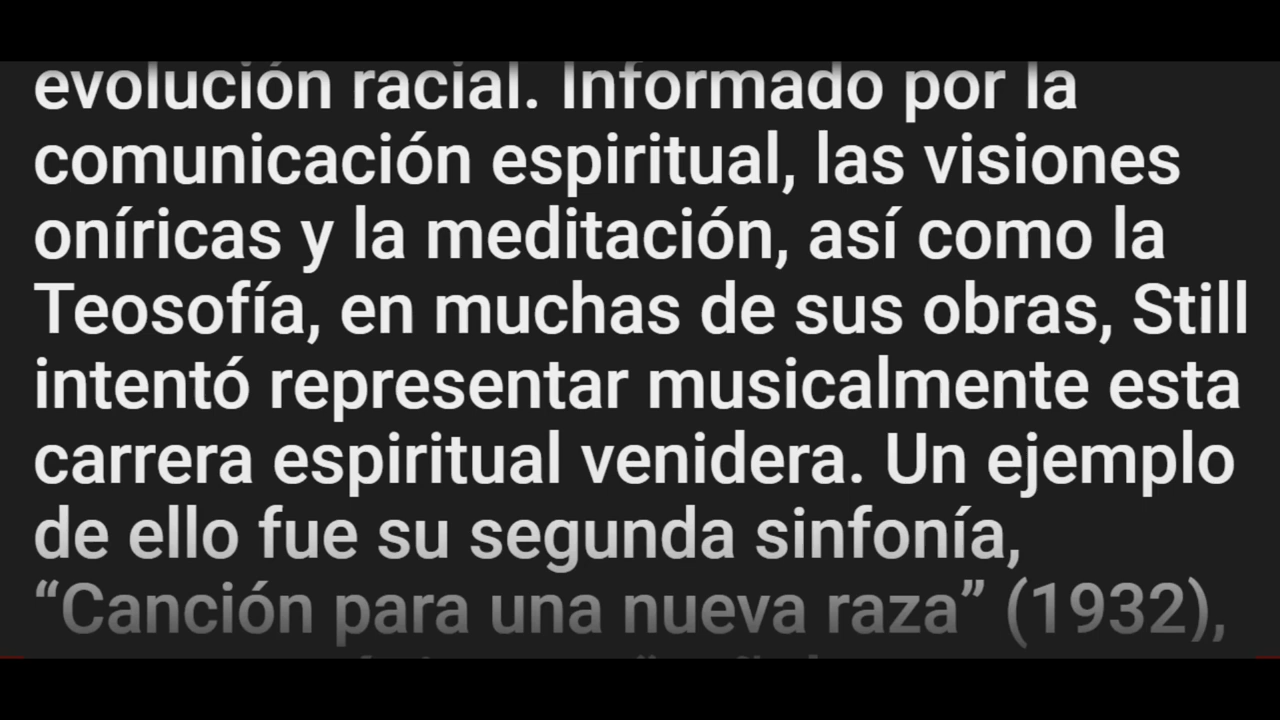 evolución racial. Informado por la
comunicación espiritual, las visiones
oníricas y la meditación, así como la
Teosofía, en muchas de sus obras, Still
intentó representar musicalmente esta
carrera espiritual venidera. Un ejemplo
de ello fue su segunda sinfonía,
“Canción para una nueva raza” (1932),